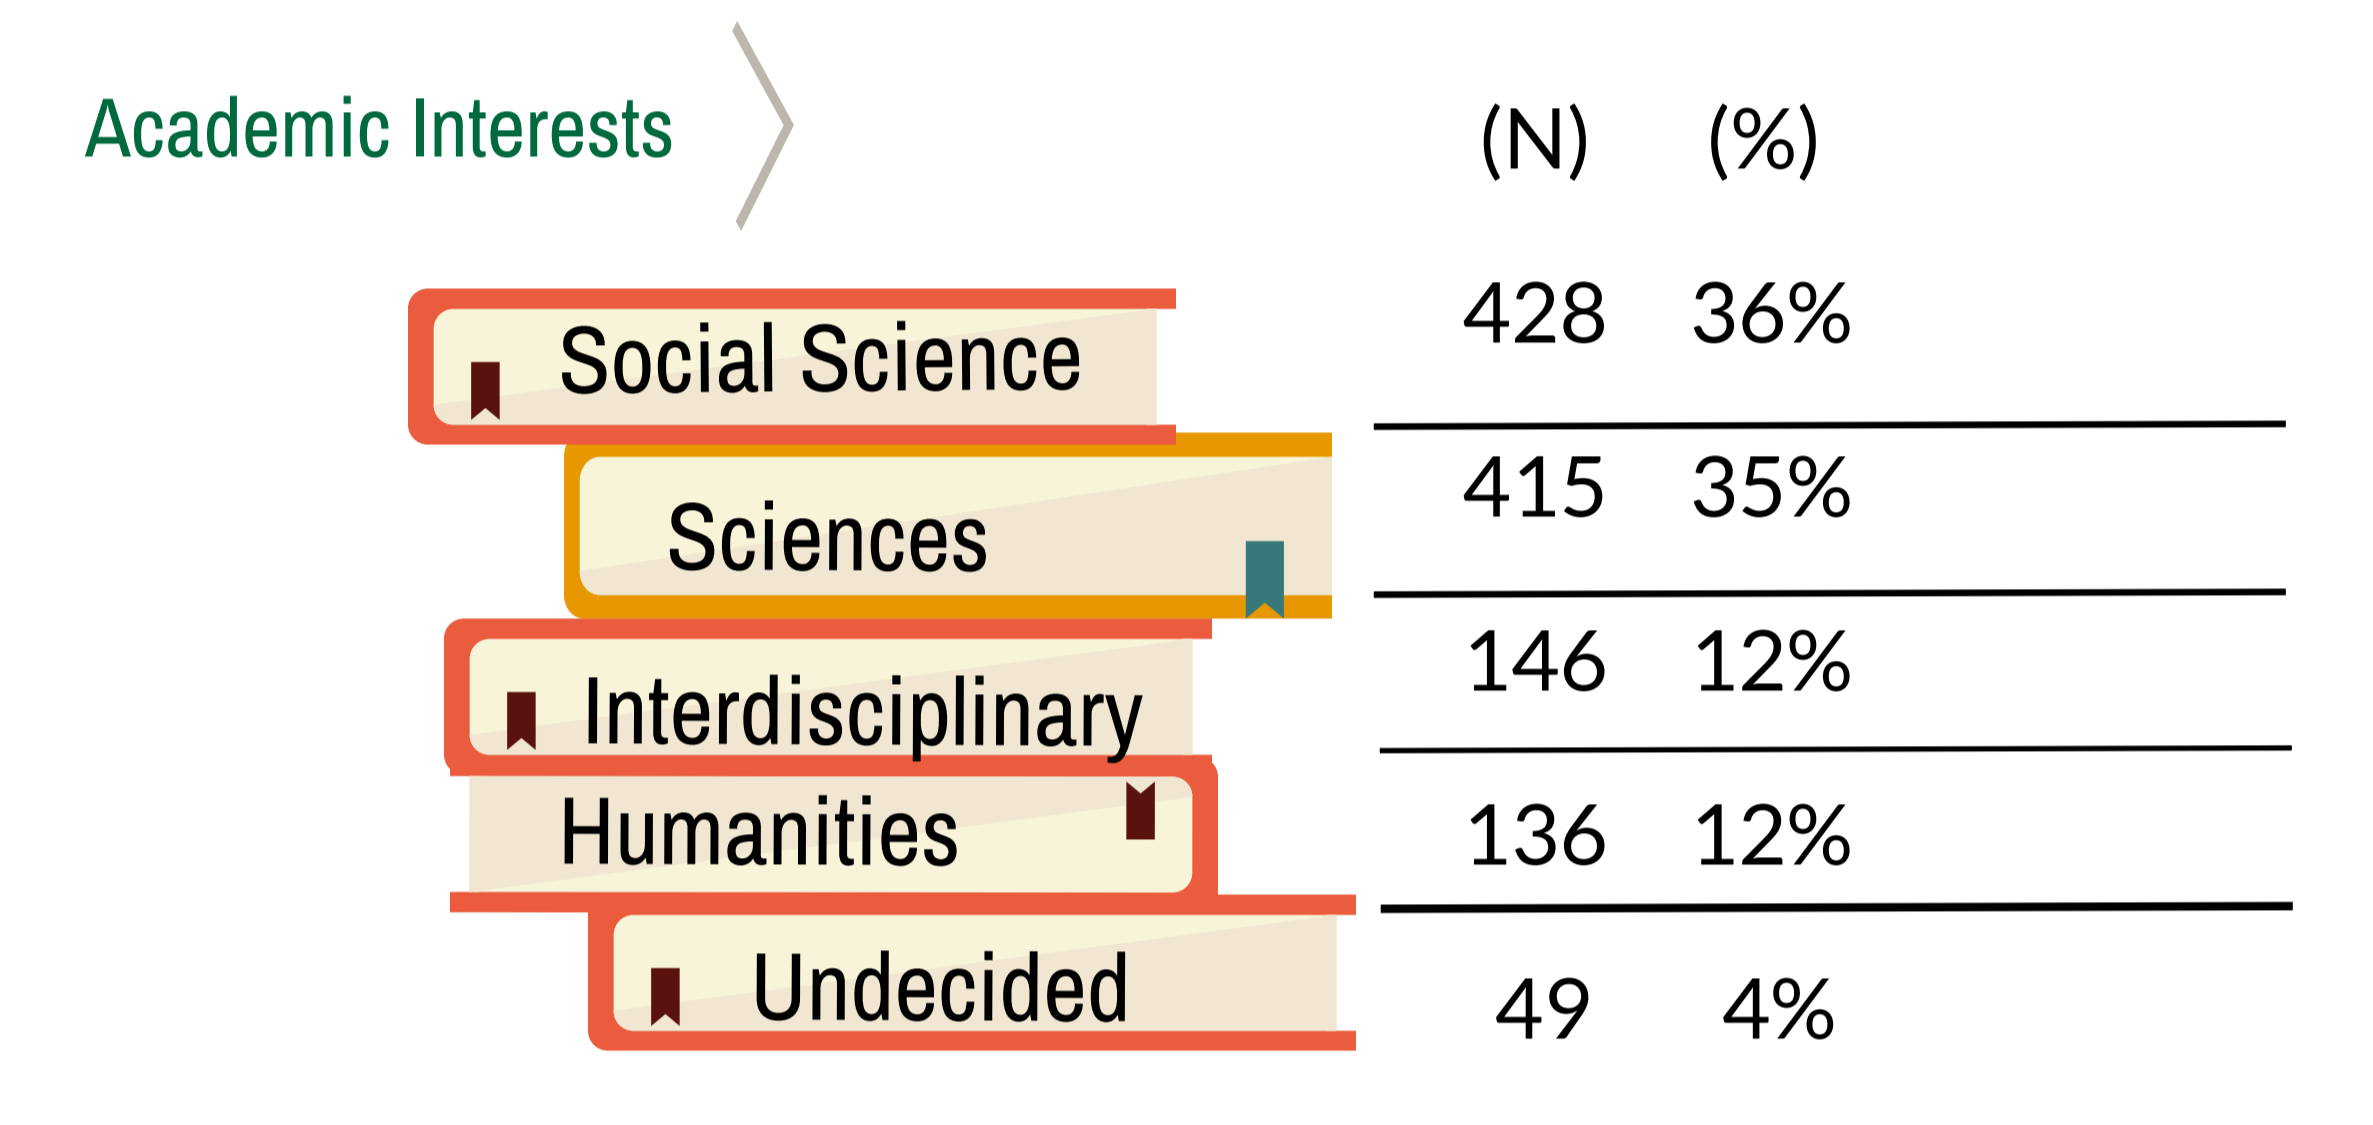 Academic Interests (N) (%)
Social Science 428 36%
Sciences 415 35%
Interdisciplinary 146 12%
Humanities 136 12%
Undecided 49 4%